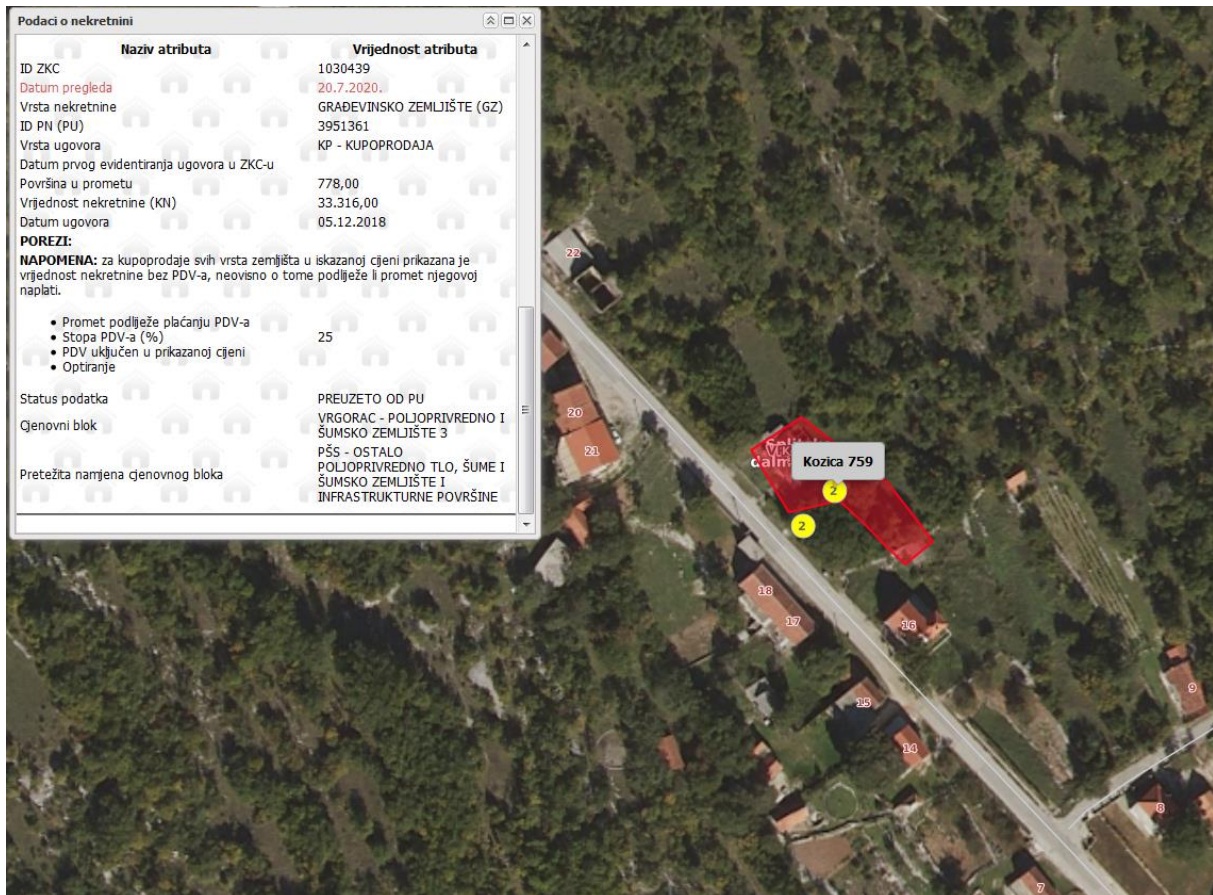 Podaci o nekretnini
Naziv atributa Vrijednost atributa
ID ZKC 1030439
Datum pregleda 20.7.2020.
Vrsta nekretnine GRAĐEVINSKO ZEMLJIŠTE (GZ)
ID PN (PU) 3951361
Vrsta ugovora KP - KUPOPRODAJA
Datum prvog evidentiranja ugovora u ZKC-u
Površina u prometu 778,00
Vrijednost nekretnine (KN) 33.316,00
Datum ugovora 05.12.2018
POREZI:
NAPOMENA: za kupoprodaje svih vrsta zemljišta u iskazanoj cijeni prikazana je
vrijednost nekretnine bez PDV-a, neovisno o tome podliježe li promet njegovoj
naplati.
• Promet podliježe plaćanju PDV-a
• Stopa PDV-a (%) 25
• PDV uključen u prikazanoj cijeni
• Optiranje
Status podatka PREUZETO OD PU
Cjenovni blok VRGORAC - POLJOPRIVREDNO I
ŠUMSKO ZEMLJIŠTE 3
Pretežita namjena cjenovnog bloka PŠS - OSTALO
POLJOPRIVREDNO TLO, ŠUME I
ŠUMSKO ZEMLJIŠTE I
INFRASTRUKTURNE POVRŠINE
22
20
21
Kozica 759
2
2
18
17
16
15
14
9
8
7